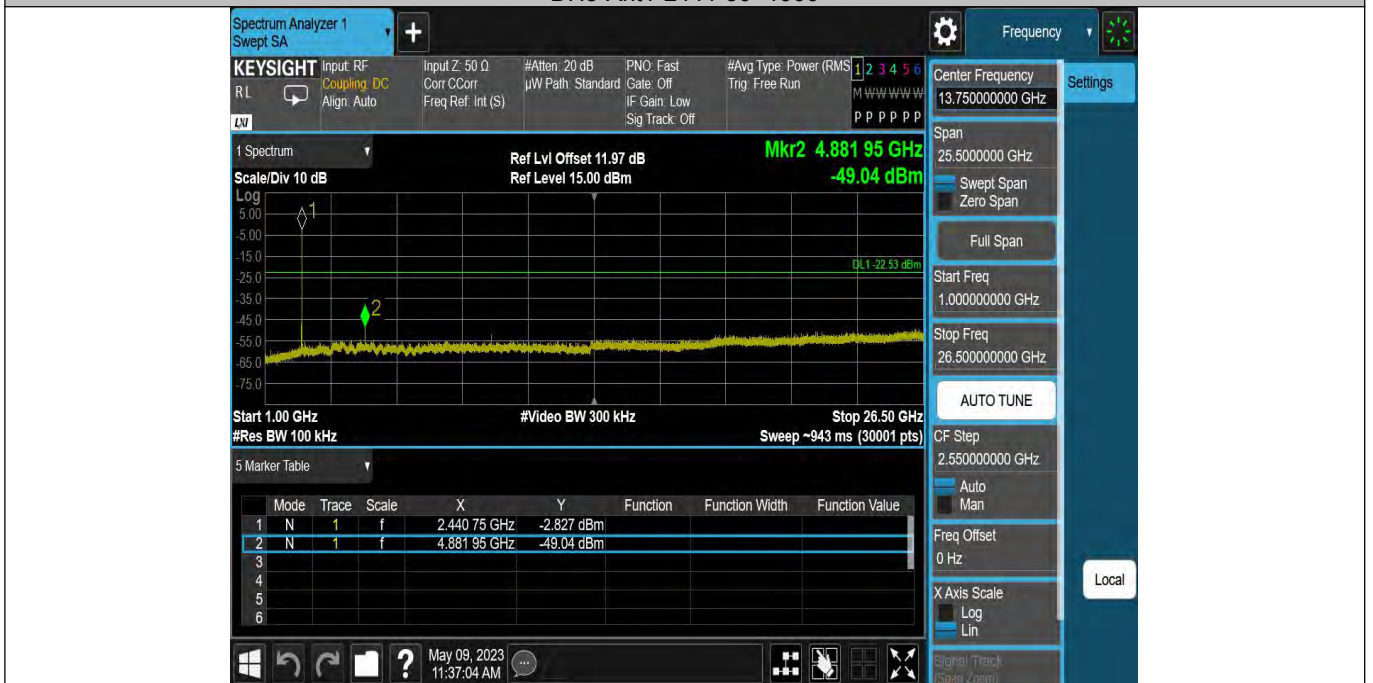 Spectrum Analyzer 1
Swept SA
+
Frequency
KEYSIGHT
RL
LXI
Input: RF
Coupling: DC
Align: Auto
Input Z: 50 Ω
Corr CCorr
Freq Ref: Int (S)
#Atten: 20 dB
µW Path: Standard
PNO: Fast
Gate: Off
IF Gain: Low
Sig Track: Off
#Avg Type: Power (RMS
Trig: Free Run
1 2 3 4 5 6
M W W W W W
P P P P P P
Center Frequency
13.750000000 GHz
Settings
Span
25.5000000 GHz
Swept Span
Zero Span
Full Span
Start Freq
1.000000000 GHz
Stop Freq
26.500000000 GHz
AUTO TUNE
CF Step
2.550000000 GHz
Auto
Man
Freq Offset
0 Hz
X Axis Scale
Log
Lin
Signal Track
(Span Zoom)
Local
1 Spectrum
Scale/Div 10 dB
Ref Lvl Offset 11.97 dB
Ref Level 15.00 dBm
Mkr2 4.881 95 GHz
-49.04 dBm
Log
5.00
-5.00
-15.0
-25.0
-35.0
-45.0
-55.0
-65.0
-75.0
1
2
DL1 -22.53 dBm
Start 1.00 GHz
#Video BW 300 kHz
Stop 26.50 GHz
#Res BW 100 kHz
Sweep ~943 ms (30001 pts)
5 Marker Table
Mode Trace Scale X Y Function Function Width Function Value
1 N 1 f 2.440 75 GHz -2.827 dBm
2 N 1 f 4.881 95 GHz -49.04 dBm
3
4
5
6
?
May 09, 2023
11:37:04 AM